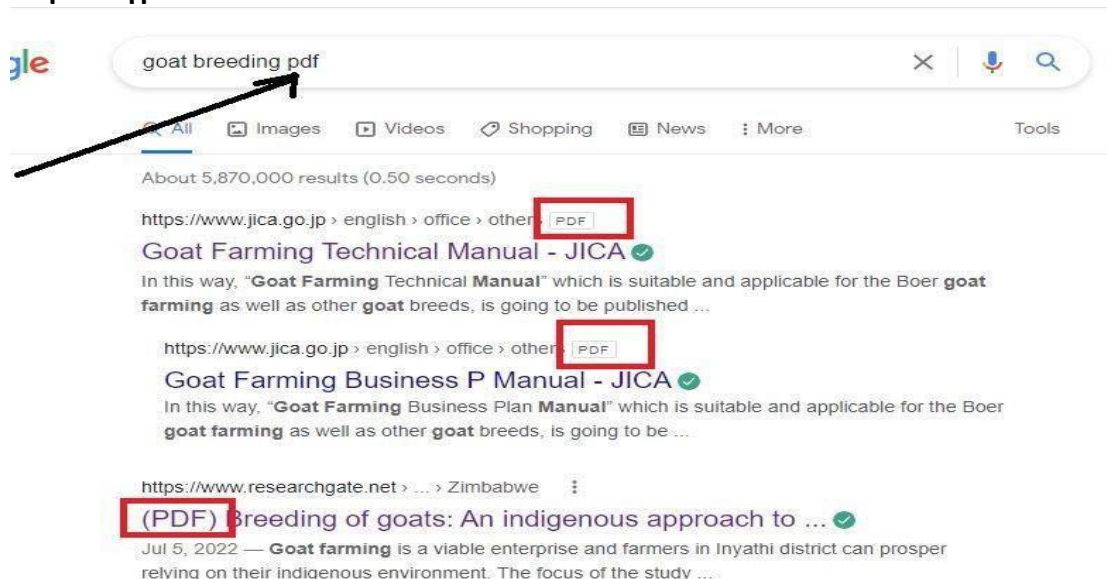 gle
goat breeding pdf
All Images Videos Shopping News More Tools
About 5,870,000 results (0.50 seconds)
https://www.jica.go.jp › english › office › others PDF
Goat Farming Technical Manual - JICA
In this way, “Goat Farming Technical Manual” which is suitable and applicable for the Boer goat
farming as well as other goat breeds, is going to be published ...
https://www.jica.go.jp › english › office › others PDF
Goat Farming Business P Manual - JICA
In this way, “Goat Farming Business Plan Manual” which is suitable and applicable for the Boer
goat farming as well as other goat breeds, is going to be ...
https://www.researchgate.net › ... › Zimbabwe
(PDF) Breeding of goats: An indigenous approach to ...
Jul 5, 2022 — Goat farming is a viable enterprise and farmers in Inyathi district can prosper
relying on their indigenous environment. The focus of the study ...